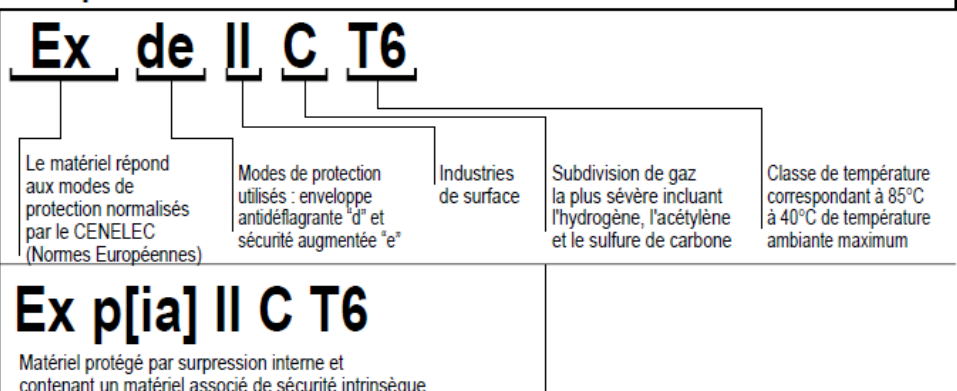 Ex de II C T6
Le matériel répond
aux modes de
protection normalisés
par le CENELEC
(Normes Européennes)
Modes de protection
utilisés : enveloppe
antidéflagrante "d" et
sécurité augmentée "e"
Industries
de surface
Subdivision de gaz
la plus sévère incluant
l'hydrogène, l'acétylène
et le sulfure de carbone
Classe de température
correspondant à 85°C
à 40°C de température
ambiante maximum
Ex p[ia] II C T6
Matériel protégé par surpression interne et
contenant un matériel associé de sécurité intrinsèque